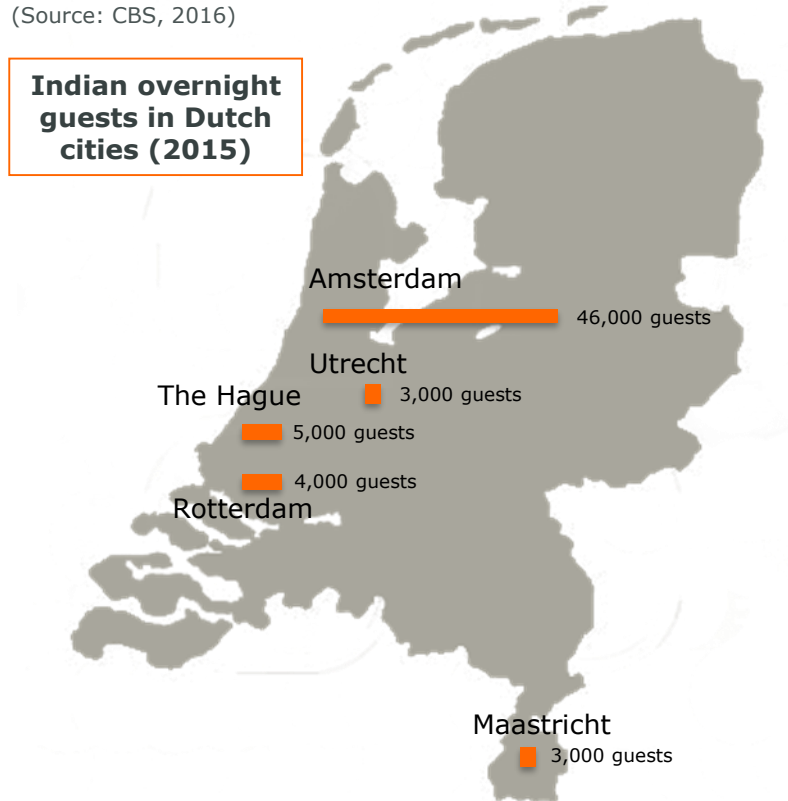 (Source: CBS, 2016)
Indian overnight
guests in Dutch
cities (2015)
Amsterdam
46,000 guests
Utrecht
3,000 guests
The Hague
5,000 guests
4,000 guests
Rotterdam
Maastricht
3,000 guests